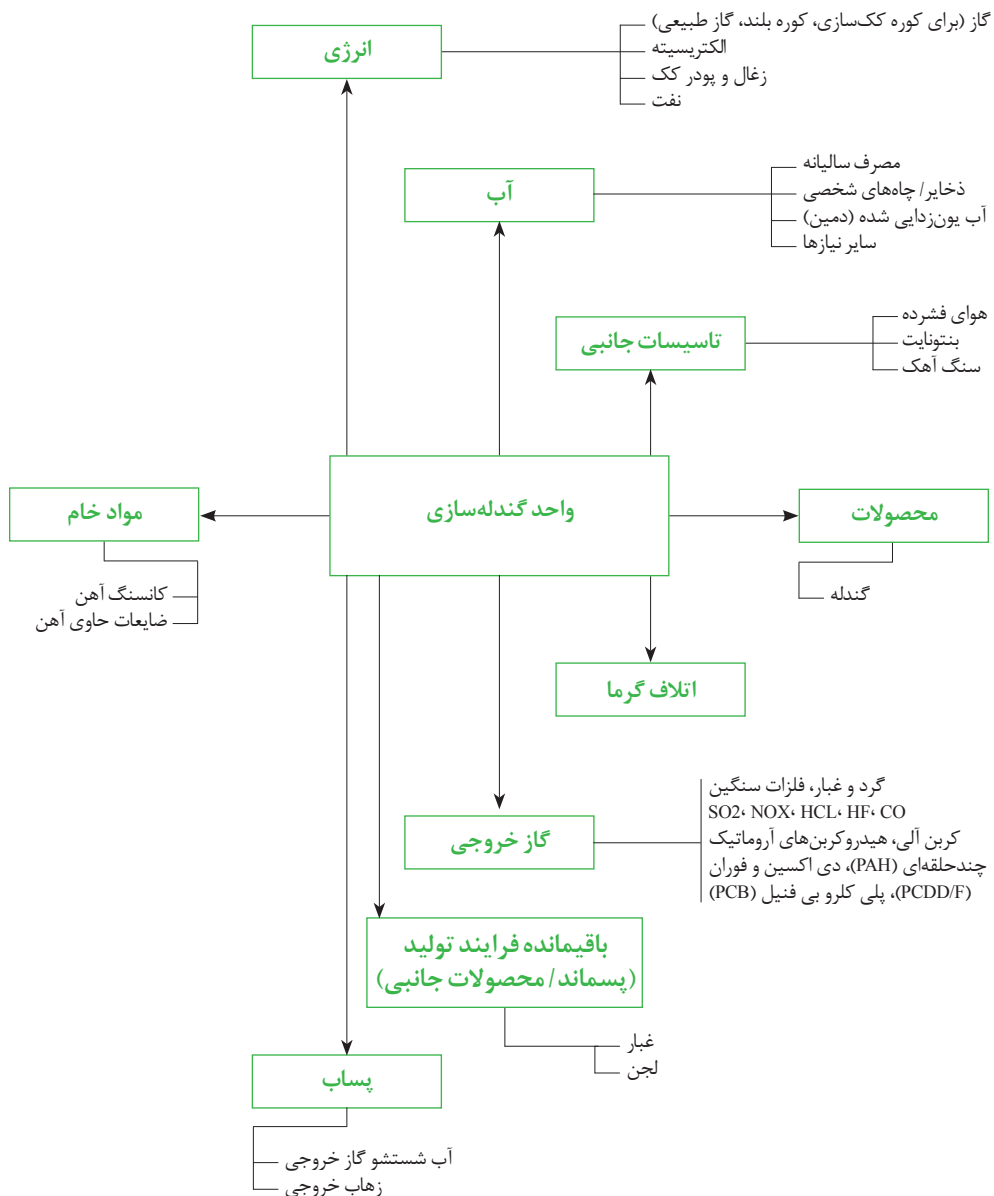 انرژی
گاز (برای کوره کک‌سازی، کوره بلند، گاز طبیعی)
الکتریسیته
زغال و پودر کک
نفت
آب
مصرف سالیانه
ذخایر/ چاه‌های شخصی
آب یون‌زدایی شده (دمین)
سایر نیازها
تاسیسات جانبی
هوای فشرده
بنتونایت
سنگ آهک
واحد گندله‌سازی
محصولات
گندله
مواد خام
کانسنگ آهن
ضایعات حاوی آهن
اتلاف گرما
گاز خروجی
گرد و غبار، فلزات سنگین
SO2، NOX، HCL، HF، CO
کربن آلی، هیدروکربن‌های آروماتیک
چندحلقه‌ای (PAH)، دی اکسین و فوران
(PCDD/F)، پلی کلرو بی فنیل (PCB)
باقیمانده فرایند تولید
(پسماند/ محصولات جانبی)
غبار
لجن
پساب
آب شستشو گاز خروجی
زهاب خروجی